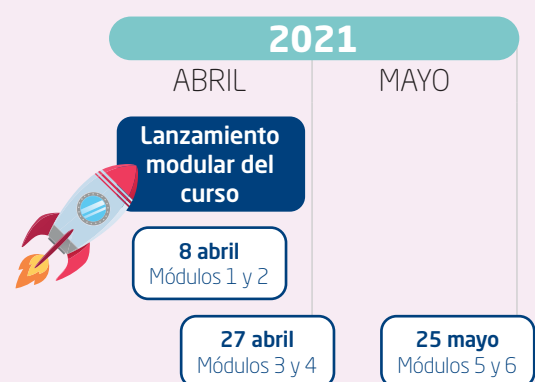 2021
ABRIL
MAYO
Lanzamiento
modular del
curso
8 abril
Módulos 1 y 2
27 abril
Módulos 3 y 4
25 mayo
Módulos 5 y 6